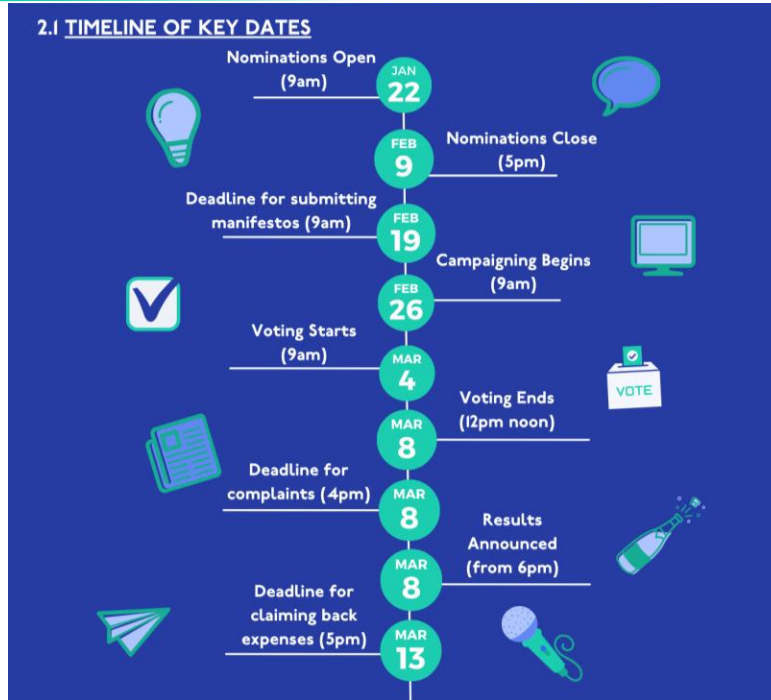 2.1 TIMELINE OF KEY DATES
Nominations Open
(9am)
JAN
22
FEB
9
Nominations Close
(5pm)
Deadline for submitting
manifestos (9am)
FEB
19
Campaigning Begins
(9am)
FEB
26
Voting Starts
(9am)
MAR
4
VOTE
Voting Ends
(12pm noon)
MAR
8
Deadline for
complaints (4pm)
MAR
8
Results
Announced
(from 6pm)
MAR
8
Deadline for
claiming back
expenses (5pm)
MAR
13